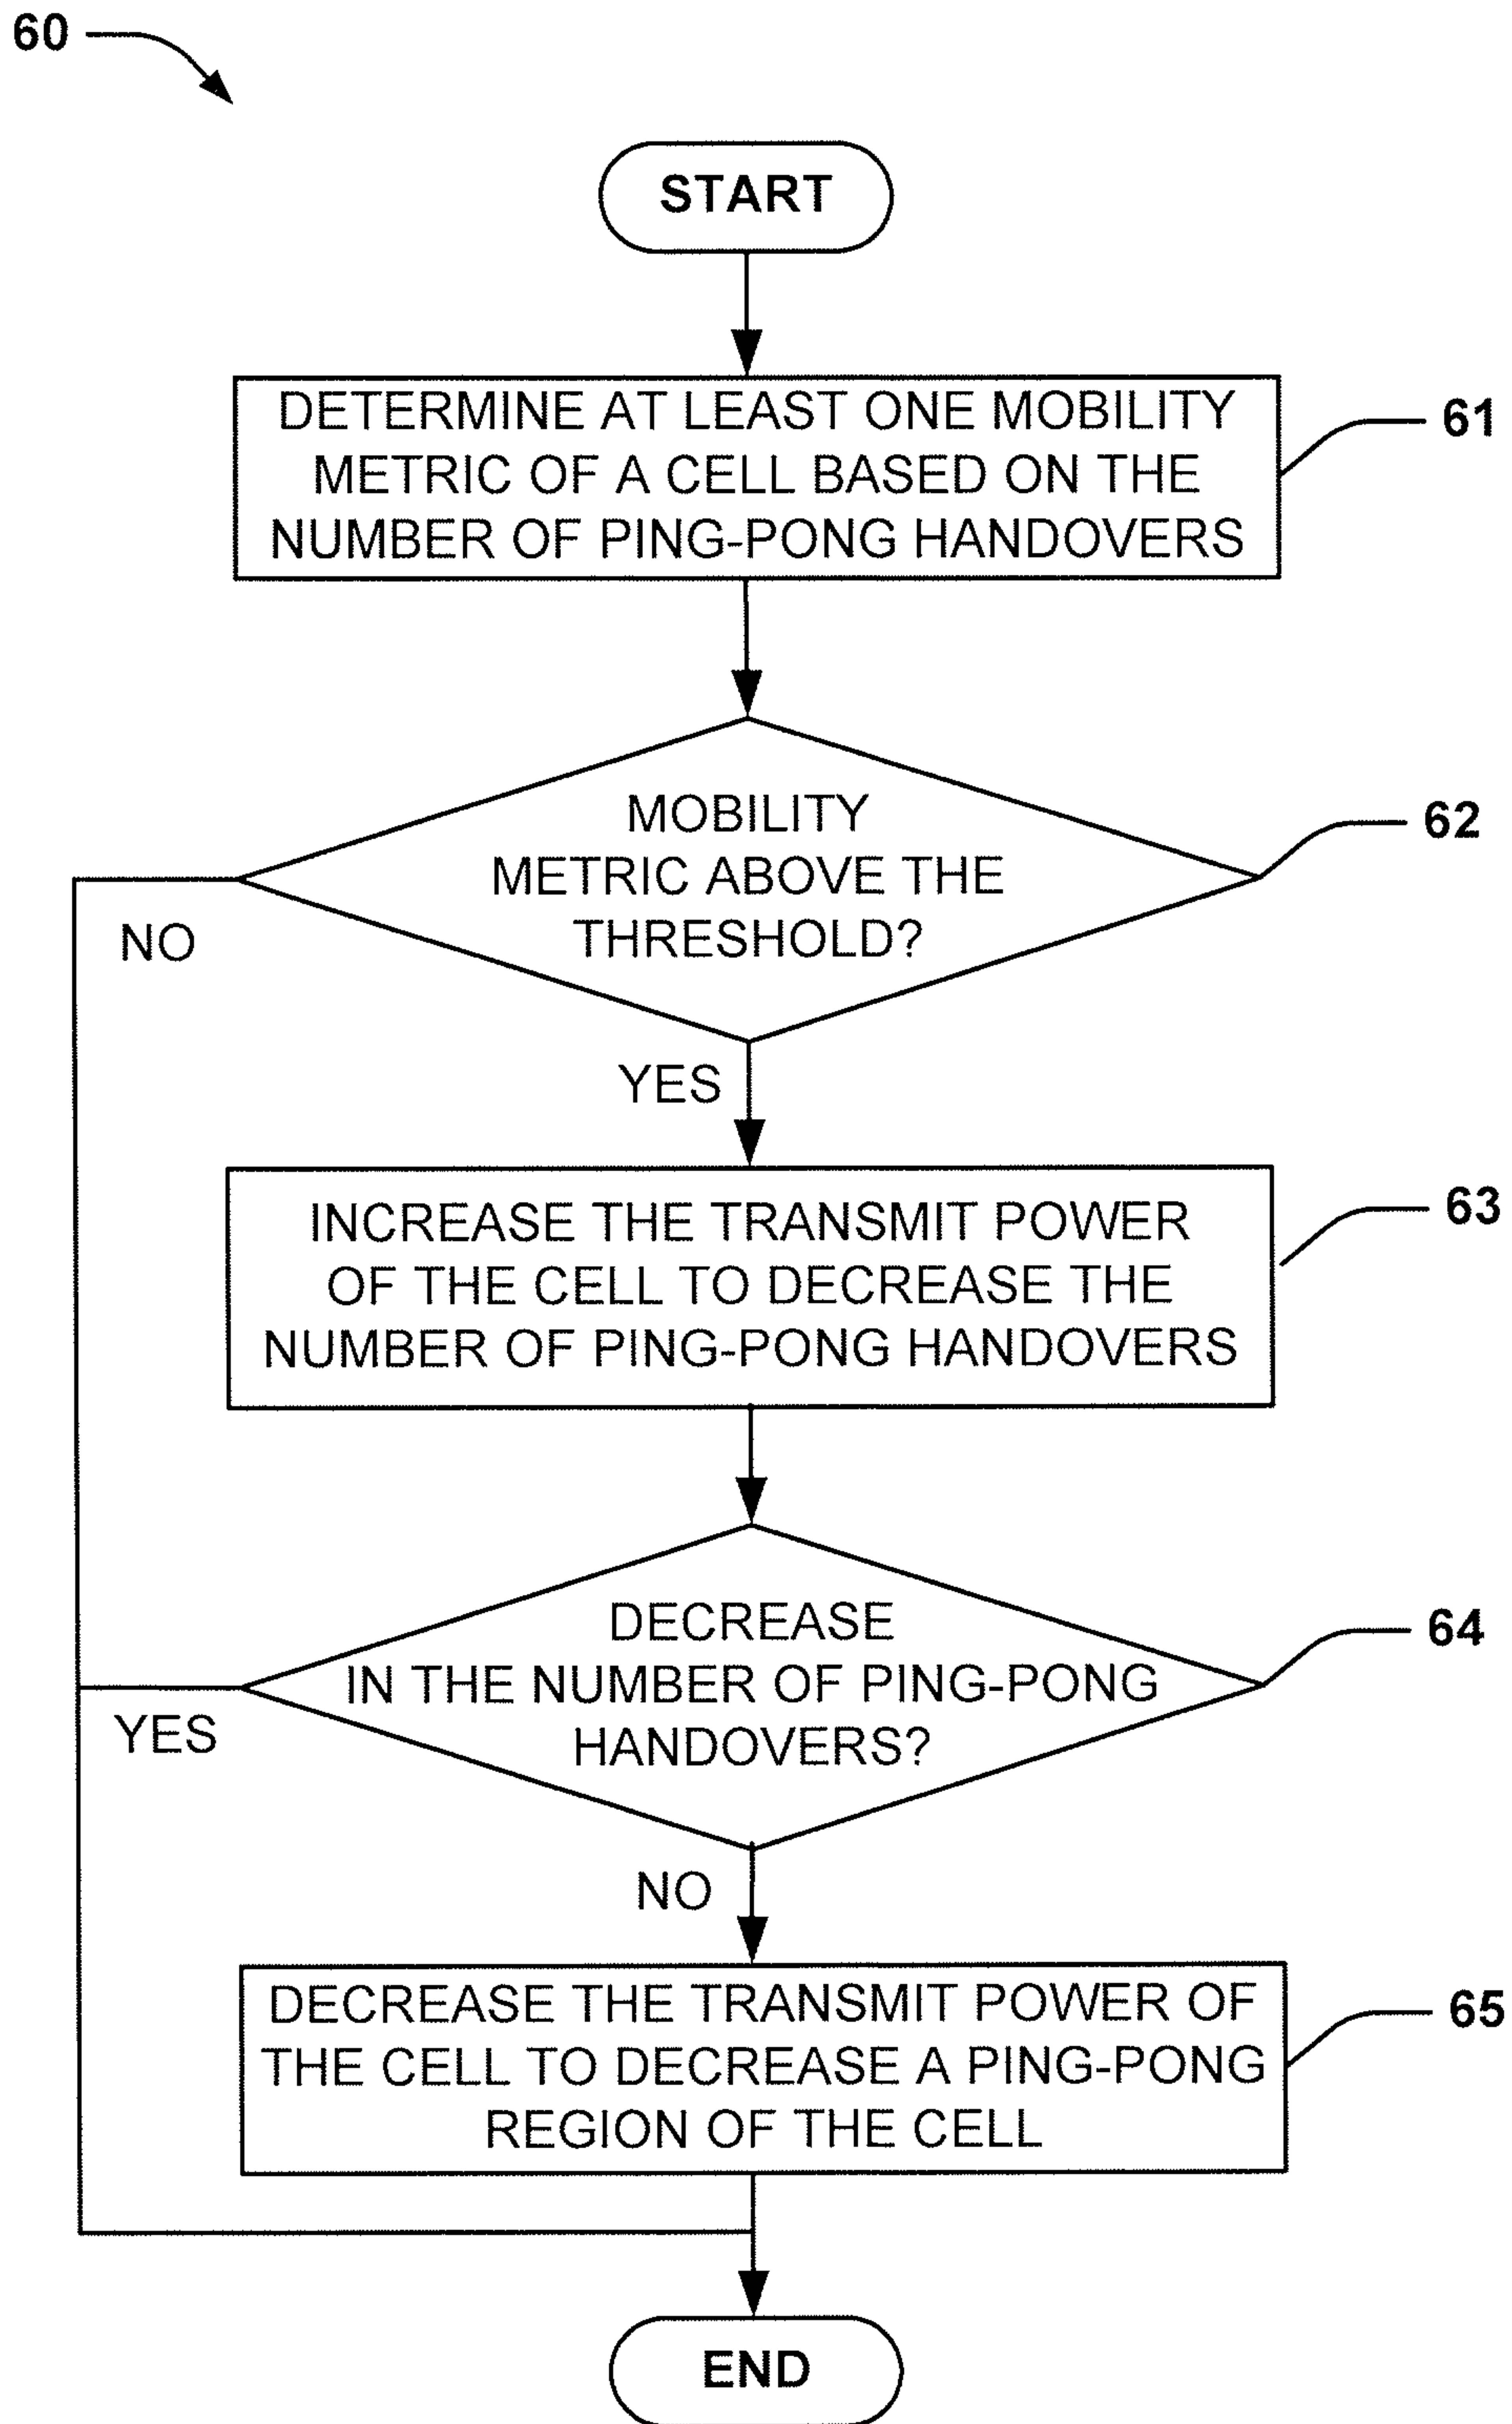 60
START
DETERMINE AT LEAST ONE MOBILITY
METRIC OF A CELL BASED ON THE
NUMBER OF PING-PONG HANDOVERS
61
MOBILITY
METRIC ABOVE THE
THRESHOLD?
62
NO
YES
INCREASE THE TRANSMIT POWER
OF THE CELL TO DECREASE THE
NUMBER OF PING-PONG HANDOVERS
63
DECREASE
IN THE NUMBER OF PING-PONG
HANDOVERS?
64
YES
NO
DECREASE THE TRANSMIT POWER OF
THE CELL TO DECREASE A PING-PONG
REGION OF THE CELL
65
END